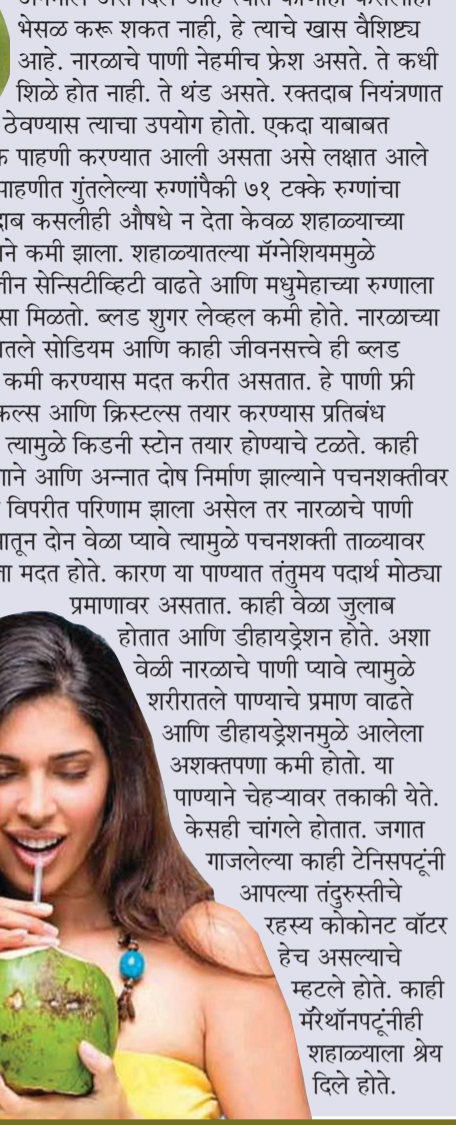 भेसळ करू शकत नाही, हे त्याचे खास वैशिष्ट्य
आहे. नारळाचे पाणी नेहमीच फ्रेश असते. ते कधी
शिळे होत नाही. ते थंड असते. रक्तदाब नियंत्रणात
ठेवण्यास त्याचा उपयोग होतो. एकदा याबाबत
पाहणी करण्यात आली असता असे लक्षात आले
पाहणीत गुंतलेल्या रुग्णांपैकी ७१ टक्के रुग्णांचा
कसलीही औषधे न देता केवळ शहाळ्याच्या
कमी झाला. शहाळ्यातल्या मॅग्नेशियममुळे
सेन्सिटीव्हिटी वाढते आणि मधुमेहाच्या रुग्णाला
मिळतो. ब्लड शुगर लेव्हल कमी होते. नारळाच्या
सोडियम आणि काही जीवनसत्त्वे ही ब्लड
कमी करण्यास मदत करीत असतात. हे पाणी फ्री
आणि क्रिस्टल्स तयार करण्यास प्रतिबंध
त्यामुळे किडनी स्टोन तयार होण्याचे टळते. काही
आणि अन्नात दोष निर्माण झाल्याने पचनशक्तीवर
विपरीत परिणाम झाला असेल तर नारळाचे पाणी
दोन वेळा प्यावे त्यामुळे पचनशक्ती ताळ्यावर
मदत होते. कारण या पाण्यात तंतुमय पदार्थ मोठ्या
प्रमाणावर असतात. काही वेळा जुलाब
होतात आणि डीहायड्रेशन होते. अशा
वेळी नारळाचे पाणी प्यावे त्यामुळे
शरीरातले पाण्याचे प्रमाण वाढते
आणि डीहायड्रेशनमुळे आलेला
अशक्तपणा कमी होतो. या
पाण्याने चेहऱ्यावर तकाकी येते.
केसही चांगले होतात. जगात
गाजलेल्या काही टेनिसपटूंनी
आपल्या तंदुरुस्तीचे
रहस्य कोकोनट वॉटर
हेच असल्याचे
म्हटले होते. काही
मॅरेथॉनपटूंनीही
शहाळ्याला श्रेय
दिले होते.